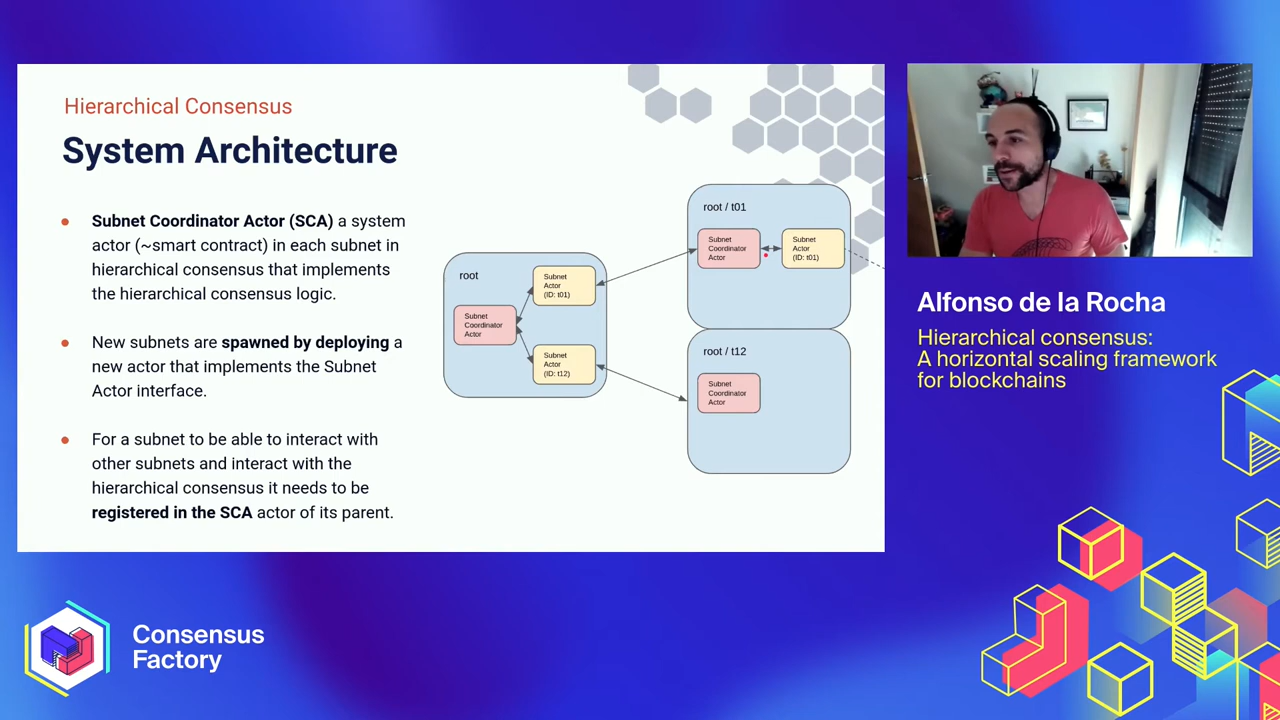 Hierarchical Consensus
System Architecture
Subnet Coordinator Actor (SCA) a system
actor (~smart contract) in each subnet in
hierarchical consensus that implements
the hierarchical consensus logic.
New subnets are spawned by deploying a
new actor that implements the Subnet
Actor interface.
For a subnet to be able to interact with
other subnets and interact with the
hierarchical consensus it needs to be
registered in the SCA actor of its parent.
root
Subnet
Coordinator
Actor
Subnet
Actor
(ID: t01)
Subnet
Actor
(ID: t12)
root / t01
Subnet
Coordinator
Actor
Subnet
Actor
(ID: t01)
root / t12
Subnet
Coordinator
Actor
Alfonso de la Rocha
Hierarchical consensus:
A horizontal scaling framework
for blockchains
Consensus
Factory